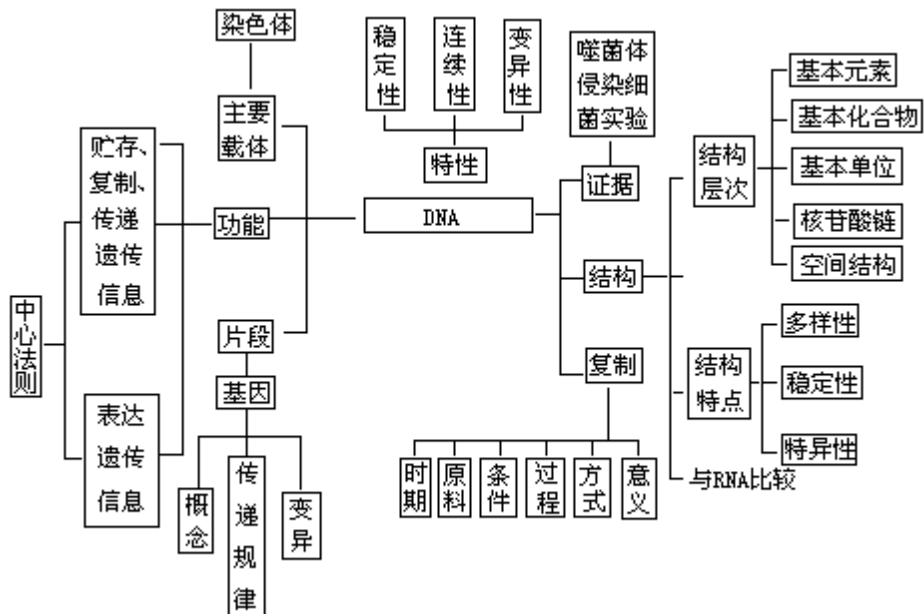 染色体
主要
载体
稳定性
连续性
变异性
特性
噬菌体
侵染细
菌实验
证据
基本元素
基本化合物
基本单位
核苷酸链
空间结构
结构
层次
贮存、
复制、
传递
遗传
信息
功能
DNA
结构
中心法则
片段
基因
复制
结构
特点
多样性
稳定性
特异性
与RNA比较
表达
遗传
信息
概念
传递规律
变异
时期
原料
条件
过程
方式
意义